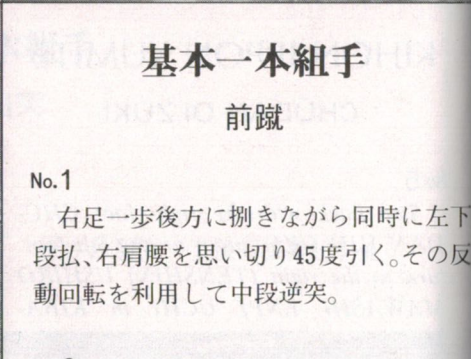 基本一本組手
前蹴
No.1
右足一歩後方に捌きながら同時に左下
段払、右肩腰を思い切り45度引く。その反
動回転を利用して中段逆突。